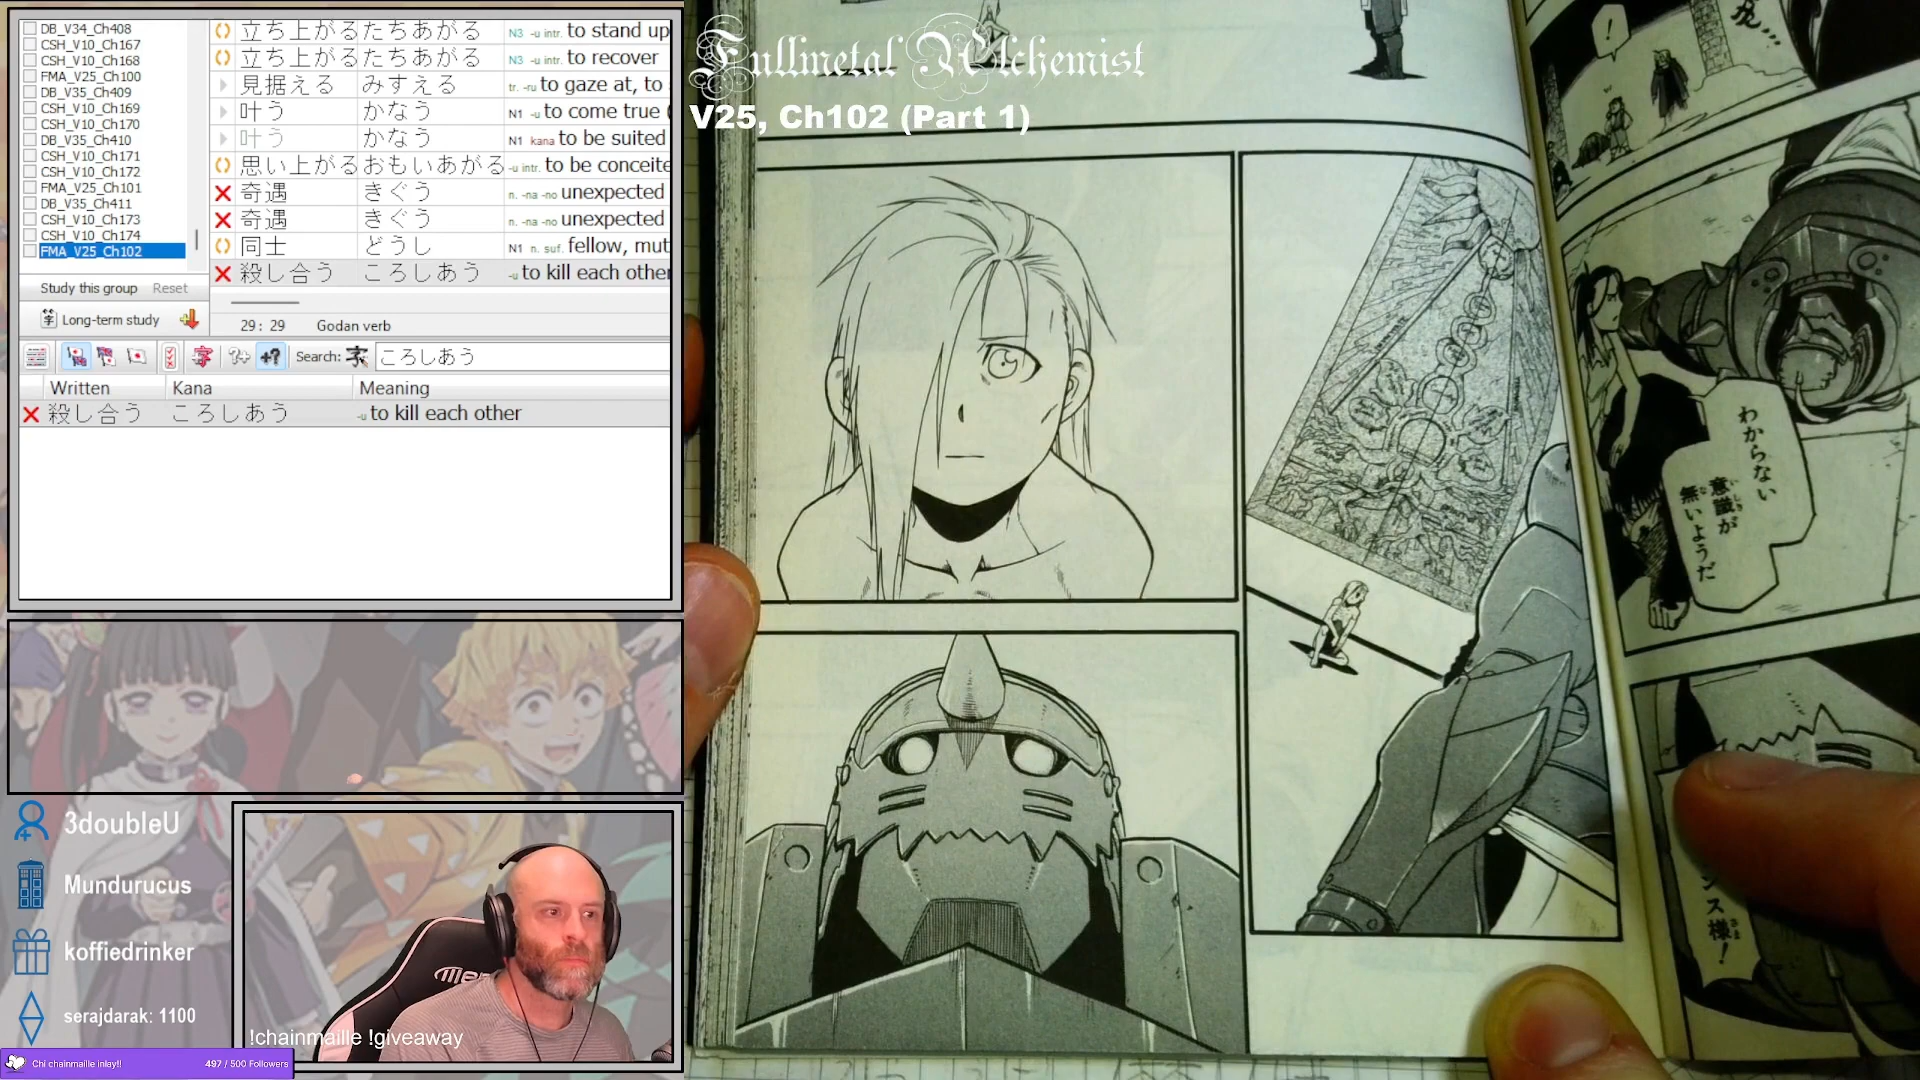 DB_V34_Ch408
CSH_V10_Ch167
CSH_V10_Ch168
FMA_V25_Ch100
DB_V35_Ch409
CSH_V10_Ch169
CSH_V10_Ch170
DB_V35_Ch410
CSH_V10_Ch171
CSH_V10_Ch172
FMA_V25_Ch101
DB_V35_Ch411
CSH_V10_Ch173
CSH_V10_Ch174
FMA_V25_Ch102
Study this group Reset
Long-term study
立ち上がる たちあがる N3 -u intr. to stand up
立ち上がる たちあがる N3 -u intr. to recover
見据える みすえる tr. -ru to gaze at, to
叶う かなう N1 -u to come true
叶う かなう N1 kana to be suited
思い上がる おもいあがる -u intr. to be conceite
奇遇 きぐう n. -na -no unexpected
奇遇 きぐう n. -na -no unexpected
同士 どうし N1 n. suf. fellow, mut
殺し合う ころしあう -u to kill each other
29: 29 Godan verb
Search: ころしあう
Written Kana Meaning
殺し合う ころしあう -u to kill each other
Fullmetal Alchemist
V25, Ch102 (Part 1)
!
わからない
意識が
無いようだ
ンス様!
3doubleU
Mundurucus
koffiedrinker
serajdarak: 1100
!chainmaille !giveaway
Chi chainmaille inlay!! 497 / 500 Followers